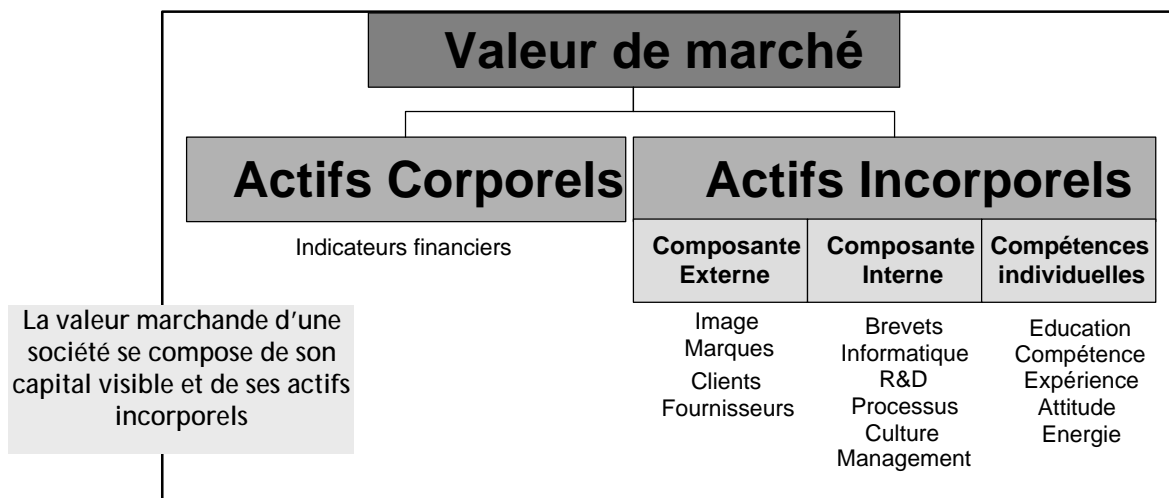 Valeur de marché
Actifs Corporels
Actifs Incorporels
Indicateurs financiers
Composante
Externe
Composante
Interne
Compétences
individuelles
Image
Marques
Clients
Fournisseurs
Brevets
Informatique
R&D
Processus
Culture
Management
Education
Compétence
Expérience
Attitude
Energie
La valeur marchande d'une
société se compose de son
capital visible et de ses actifs
incorporels